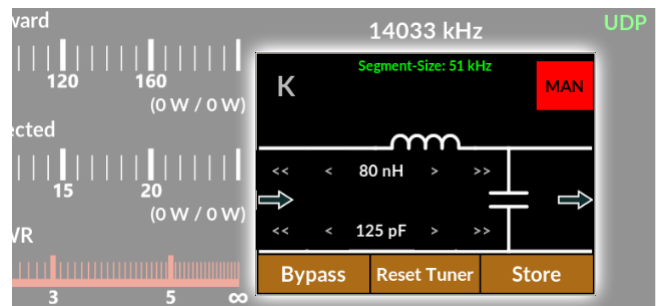 ward
14033 kHz
UDP
120 160
(0 W / 0 W)
Segment-Size: 51 kHz
K
MAN
ected
<< < 80 nH > >>
15 20
(0 W / 0 W)
<< < 125 pF > >>
WR
Bypass Reset Tuner Store
3 5 ∞